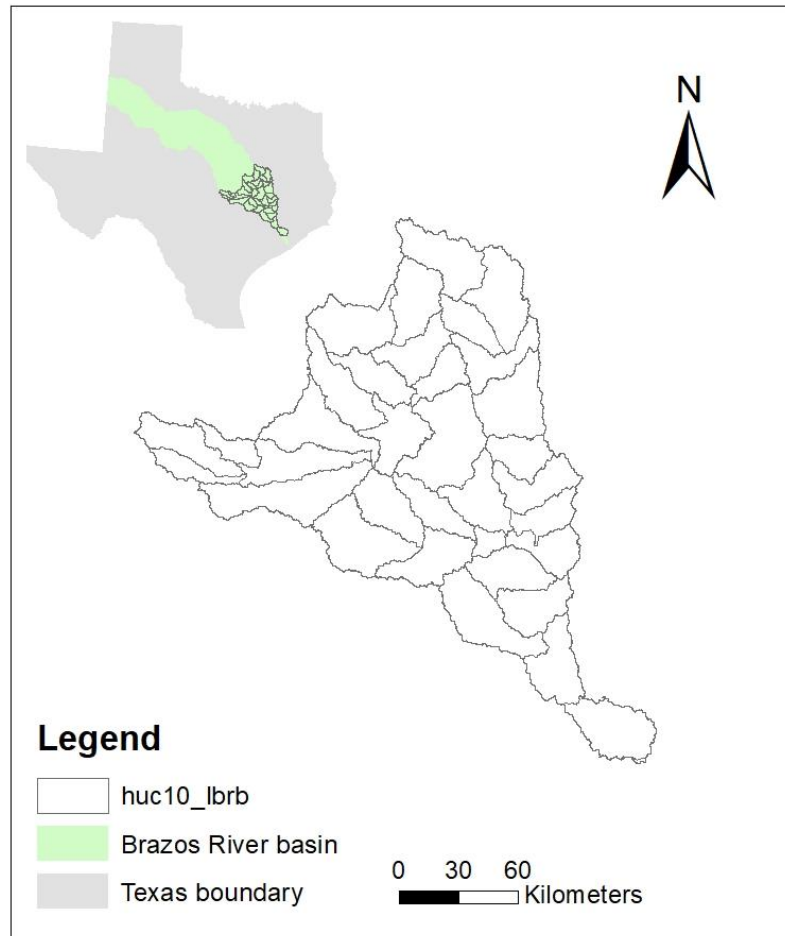 N
Legend
huc10_lbrb
Brazos River basin
Texas boundary
0 30 60
Kilometers